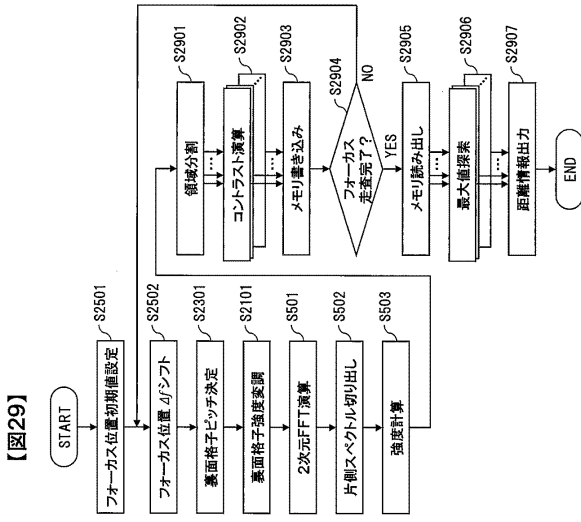 【図29】
START
フォーカス位置初期値設定
S2501
フォーカス位置 Δfシフト
S2502
裏面格子ピッチ決定
S2301
裏面格子強度変調
S2101
2次元FFT演算
S501
片側スペクトル切り出し
S502
強度計算
S503
領域分割
S2901
コントラスト演算
S2902
メモリ書き込み
S2903
フォーカス
走査完了?
S2904
NO
YES
メモリ読み出し
S2905
最大値探索
S2906
距離情報出力
S2907
END